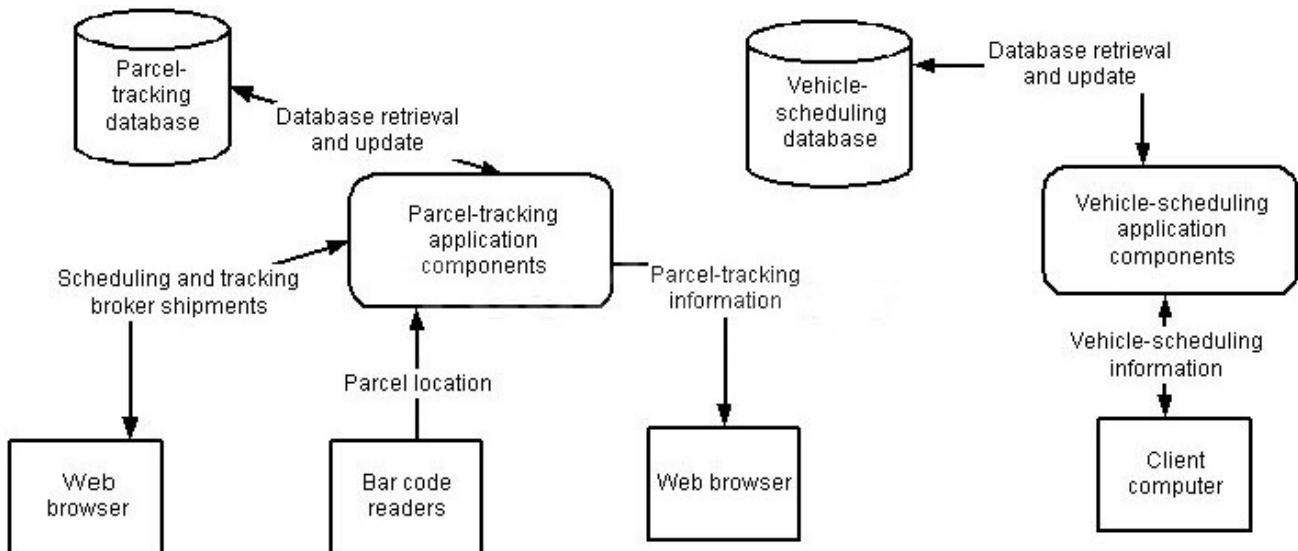 Parcel-
tracking
database
Database retrieval
and update
Vehicle-
scheduling
database
Database retrieval
and update
Parcel-tracking
application
components
Vehicle-scheduling
application
components
Scheduling and tracking
broker shipments
Parcel-tracking
information
Parcel location
Vehicle-scheduling
information
Web
browser
Bar code
readers
Web browser
Client
computer